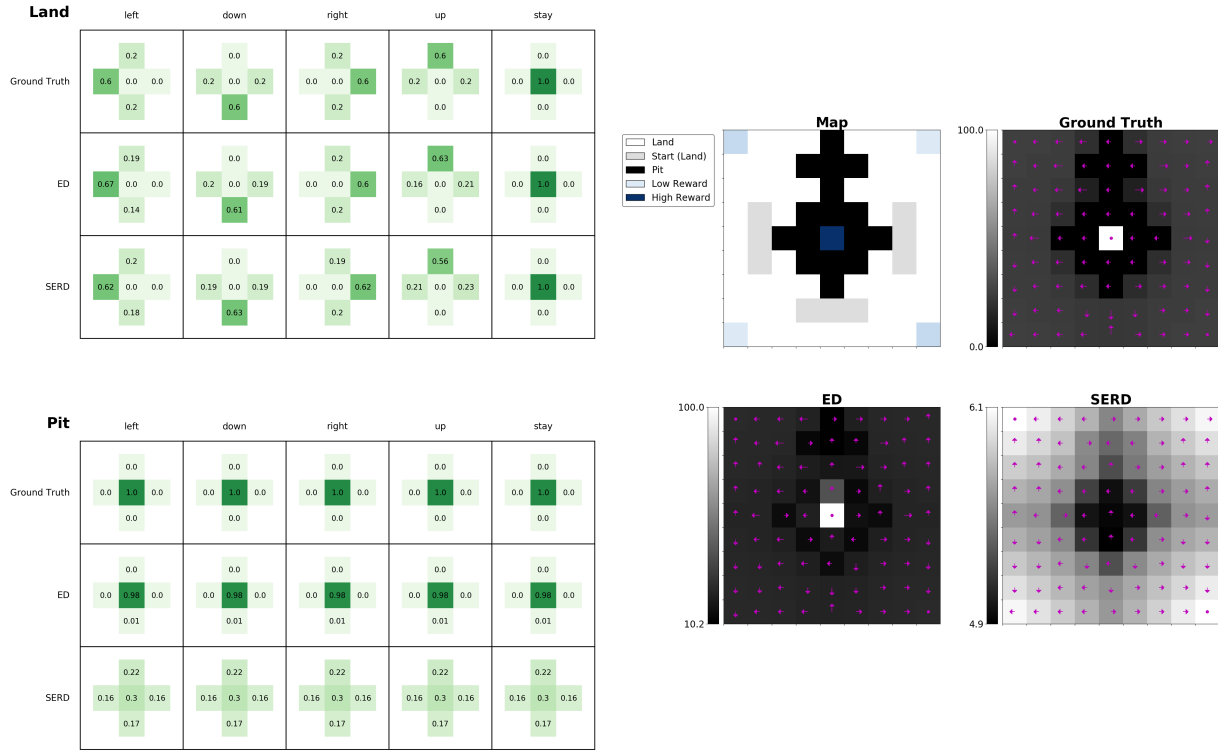 Land
left down right up stay
0.2 0.0 0.2 0.6 0.0
Ground Truth 0.6 0.0 0.0 0.2 0.0 0.2 0.0 0.0 0.6 0.2 0.0 0.2 0.0 1.0 0.0
0.2 0.6 0.2 0.0 0.0
0.19 0.0 0.2 0.63 0.0
ED 0.67 0.0 0.0 0.2 0.0 0.19 0.0 0.0 0.6 0.16 0.0 0.21 0.0 1.0 0.0
0.14 0.61 0.2 0.0 0.0
0.2 0.0 0.19 0.56 0.0
SERD 0.62 0.0 0.0 0.19 0.0 0.19 0.0 0.0 0.62 0.21 0.0 0.23 0.0 1.0 0.0
0.18 0.63 0.2 0.0 0.0
Pit
left down right up stay
0.0 0.0 0.0 0.0 0.0
Ground Truth 0.0 1.0 0.0 0.0 1.0 0.0 0.0 1.0 0.0 0.0 1.0 0.0 0.0 1.0 0.0
0.0 0.0 0.0 0.0 0.0
0.0 0.0 0.0 0.0 0.0
ED 0.0 0.98 0.0 0.0 0.98 0.0 0.0 0.98 0.0 0.0 0.98 0.0 0.0 0.98 0.0
0.01 0.01 0.01 0.01 0.01
0.22 0.22 0.22 0.22 0.22
SERD 0.16 0.3 0.16 0.16 0.3 0.16 0.16 0.3 0.16 0.16 0.3 0.16 0.16 0.3 0.16
0.17 0.17 0.17 0.17 0.17
Map
Land
Start (Land)
Pit
Low Reward
High Reward
Ground Truth
100.0
0.0
ED
100.0
10.2
SERD
6.1
4.9